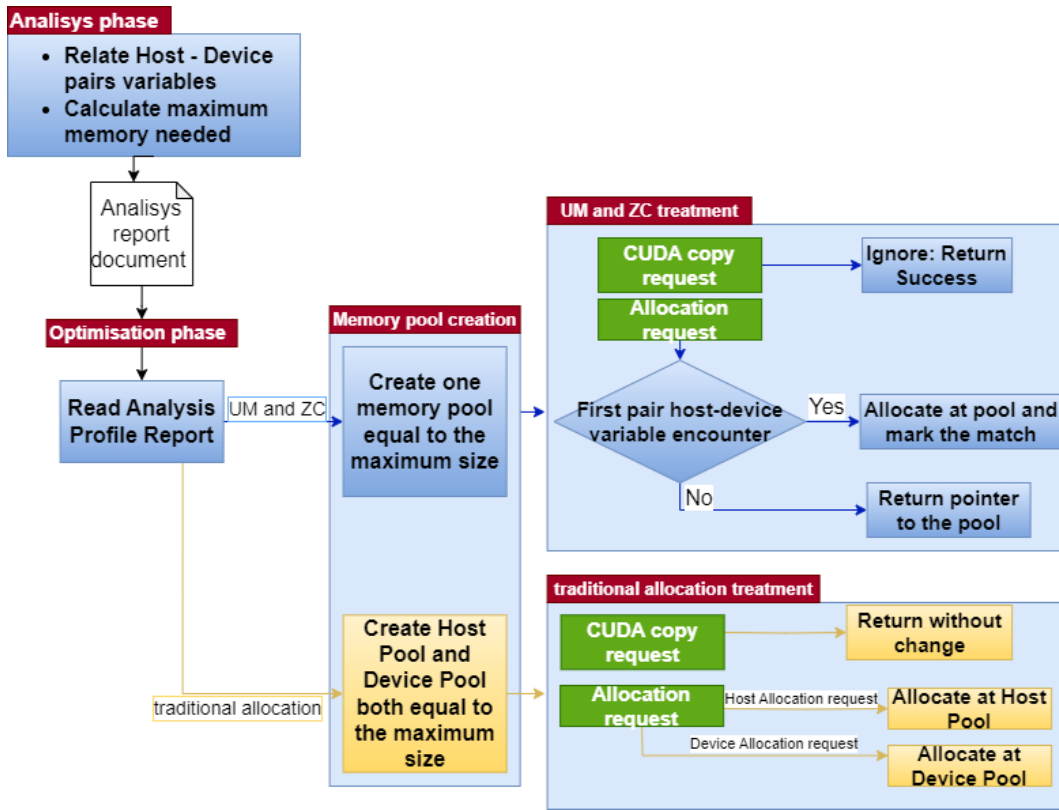 Analisys phase
• Relate Host - Device
pairs variables
• Calculate maximum
memory needed
Analisys
report
document
Optimisation phase
Read Analysis
Profile Report
UM and ZC
traditional allocation
Memory pool creation
Create one
memory pool
equal to the
maximum size
Create Host
Pool and
Device Pool
both equal to
the maximum
size
UM and ZC treatment
CUDA copy
request
Ignore: Return
Success
Allocation
request
First pair host-device
variable encounter
Yes
Allocate at pool and
mark the match
No
Return pointer
to the pool
traditional allocation treatment
CUDA copy
request
Return without
change
Allocation
request
Host Allocation request
Allocate at Host
Pool
Device Allocation request
Allocate at
Device Pool